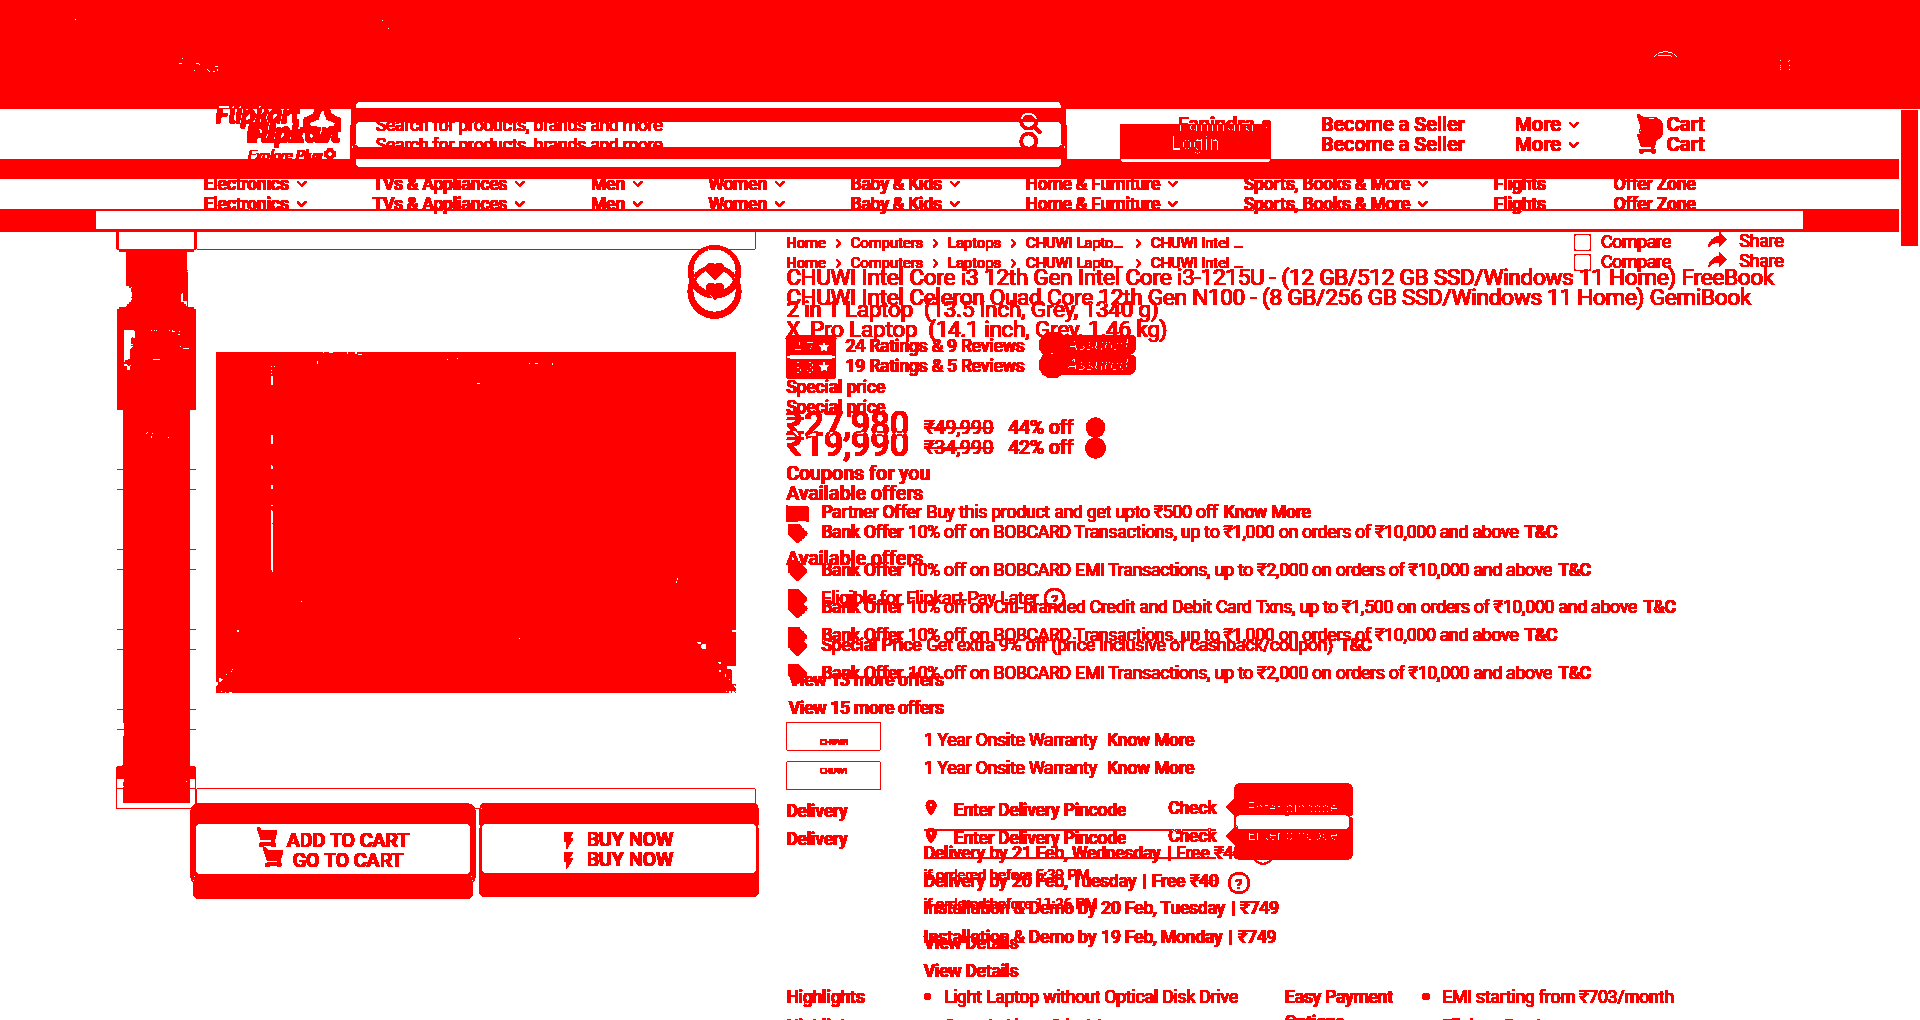 Flipkart
Flipkart
Explore Plus
Search for products, brands and more
Search for products, brands and more
Fanindra
Login
Become a Seller
Become a Seller
More
More
Cart
Cart
Electronics TVs & Appliances Men Women Baby & Kids Home & Furniture Sports, Books & More Flights Offer Zone
Electronics TVs & Appliances Men Women Baby & Kids Home & Furniture Sports, Books & More Flights Offer Zone
Home > Computers > Laptops > CHUWI Lapto... > CHUWI Intel ...
Compare Share
Home > Computers > Laptops > CHUWI Lapto... > CHUWI Intel ...
Compare Share
CHUWI Intel Core i3 12th Gen Intel Core i3-1215U - (12 GB/512 GB SSD/Windows 11 Home) FreeBook
CHUWI Intel Celeron Quad Core 12th Gen N100 - (8 GB/256 GB SSD/Windows 11 Home) GemiBook
2 in 1 Laptop (13.5 Inch, Grey, 1340 g)
X_Pro Laptop (14.1 inch, Grey, 1.46 kg)
24 Ratings & 9 Reviews
19 Ratings & 5 Reviews
Special price
Special price
₹27,980 ₹49,990 44% off
₹19,990 ₹34,990 42% off
Coupons for you
Available offers
Partner Offer Buy this product and get upto ₹500 off Know More
Bank Offer 10% off on BOBCARD Transactions, up to ₹1,000 on orders of ₹10,000 and above T&C
Available offers
Bank Offer 10% off on BOBCARD EMI Transactions, up to ₹2,000 on orders of ₹10,000 and above T&C
Eligible for Flipkart Pay Later ?
Bank Offer 10% off on Citi-branded Credit and Debit Card Txns, up to ₹1,500 on orders of ₹10,000 and above T&C
Bank Offer 10% off on BOBCARD Transactions, up to ₹1,000 on orders of ₹10,000 and above T&C
Special Price Get extra 9% off (price inclusive of cashback/coupon) T&C
Bank Offer 10% off on BOBCARD EMI Transactions, up to ₹2,000 on orders of ₹10,000 and above T&C
View 13 more offers
View 15 more offers
CHUWI
1 Year Onsite Warranty Know More
CHUWI
1 Year Onsite Warranty Know More
Delivery
Enter Delivery Pincode Check
Enter pincode
Delivery
Enter Delivery Pincode Check
Enter pincode
ADD TO CART
BUY NOW
GO TO CART
BUY NOW
Delivery by 21 Feb, Wednesday | Free
Delivery by 20 Feb, Tuesday | Free ₹40 ?
Installation & Demo by 20 Feb, Tuesday | ₹749
Installation & Demo by 19 Feb, Monday | ₹749
View Details
View Details
Highlights
• Light Laptop without Optical Disk Drive
Easy Payment
• EMI starting from ₹703/month